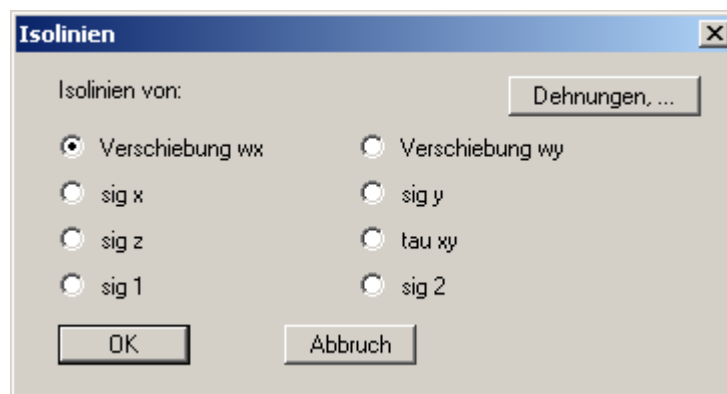 Isolinien
Isolinien von:
Dehnungen, ...
Verschiebung wx
Verschiebung wy
sig x
sig y
sig z
tau xy
sig 1
sig 2
OK
Abbruch